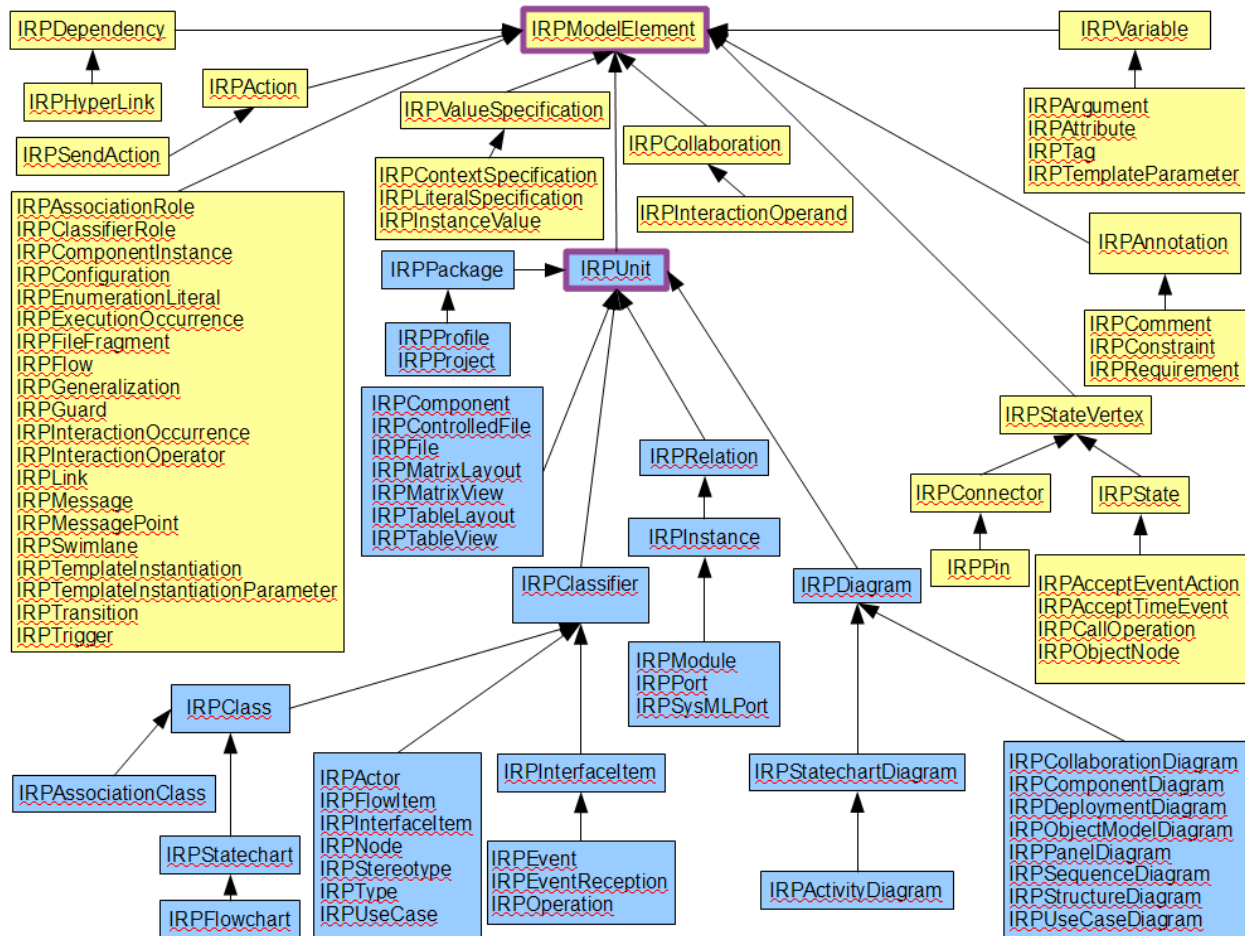 IRPDependency
IRPModelElement
IRPVariable
IRPHyperLink
IRPAction
IRPValueSpecification
IRPArgument
IRPAttribute
IRPTag
IRPTemplateParameter
IRPSendAction
IRPCollaboration
IRPContextSpecification
IRPLiteralSpecification
IRPInstanceValue
IRPInteractionOperand
IRPAssociationRole
IRPClassifierRole
IRPComponentInstance
IRPConfiguration
IRPEnumerationLiteral
IRPExecutionOccurrence
IRPFileFragment
IRPFlow
IRPGeneralization
IRPGuard
IRPInteractionOccurrence
IRPInteractionOperator
IRPLink
IRPMessage
IRPMessagePoint
IRPSwimlane
IRPTemplateInstantiation
IRPTemplateInstantiationParameter
IRPTransition
IRPTrigger
IRPAnnotation
IRPPackage
IRPUnit
IRPProfile
IRPProject
IRPComment
IRPConstraint
IRPRequirement
IRPComponent
IRPControlledFile
IRPFile
IRPMatrixLayout
IRPMatrixView
IRPTableLayout
IRPTableView
IRPStateVertex
IRPRelation
IRPConnector
IRPState
IRPInstance
IRPPin
IRPClassifier
IRPDiagram
IRPAcceptEventAction
IRPAcceptTimeEvent
IRPCallOperation
IRPObjectNode
IRPModule
IRPPort
IRPSysMLPort
IRPClass
IRPAssociationClass
IRPActor
IRPFlowItem
IRPInterfaceItem
IRPNode
IRPStereotype
IRPType
IRPUseCase
IRPInterfaceItem
IRPStatechartDiagram
IRPCollaborationDiagram
IRPComponentDiagram
IRPDeploymentDiagram
IRPObjectModelDiagram
IRPPanelDiagram
IRPSequenceDiagram
IRPStructureDiagram
IRPUseCaseDiagram
IRPStatechart
IRPEvent
IRPEventReception
IRPOperation
IRPActivityDiagram
IRPFlowchart